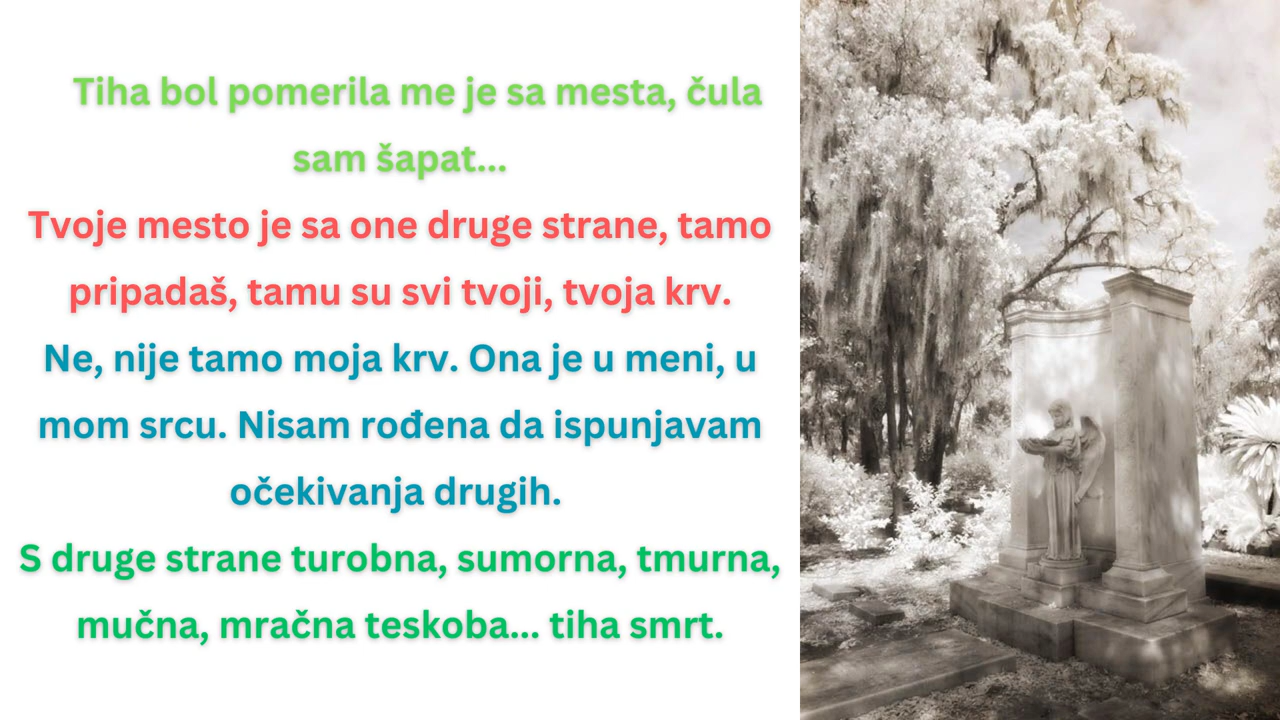 Tiha bol pomerila me je sa mesta, čula
sam šapat...
Tvoje mesto je sa one druge strane, tamo
pripadaš, tamu su svi tvoji, tvoja krv.
Ne, nije tamo moja krv. Ona je u meni, u
mom srcu. Nisam rođena da ispunjavam
očekivanja drugih.
S druge strane turobna, sumorna, tmurna,
mučna, mračna teskoba... tiha smrt.